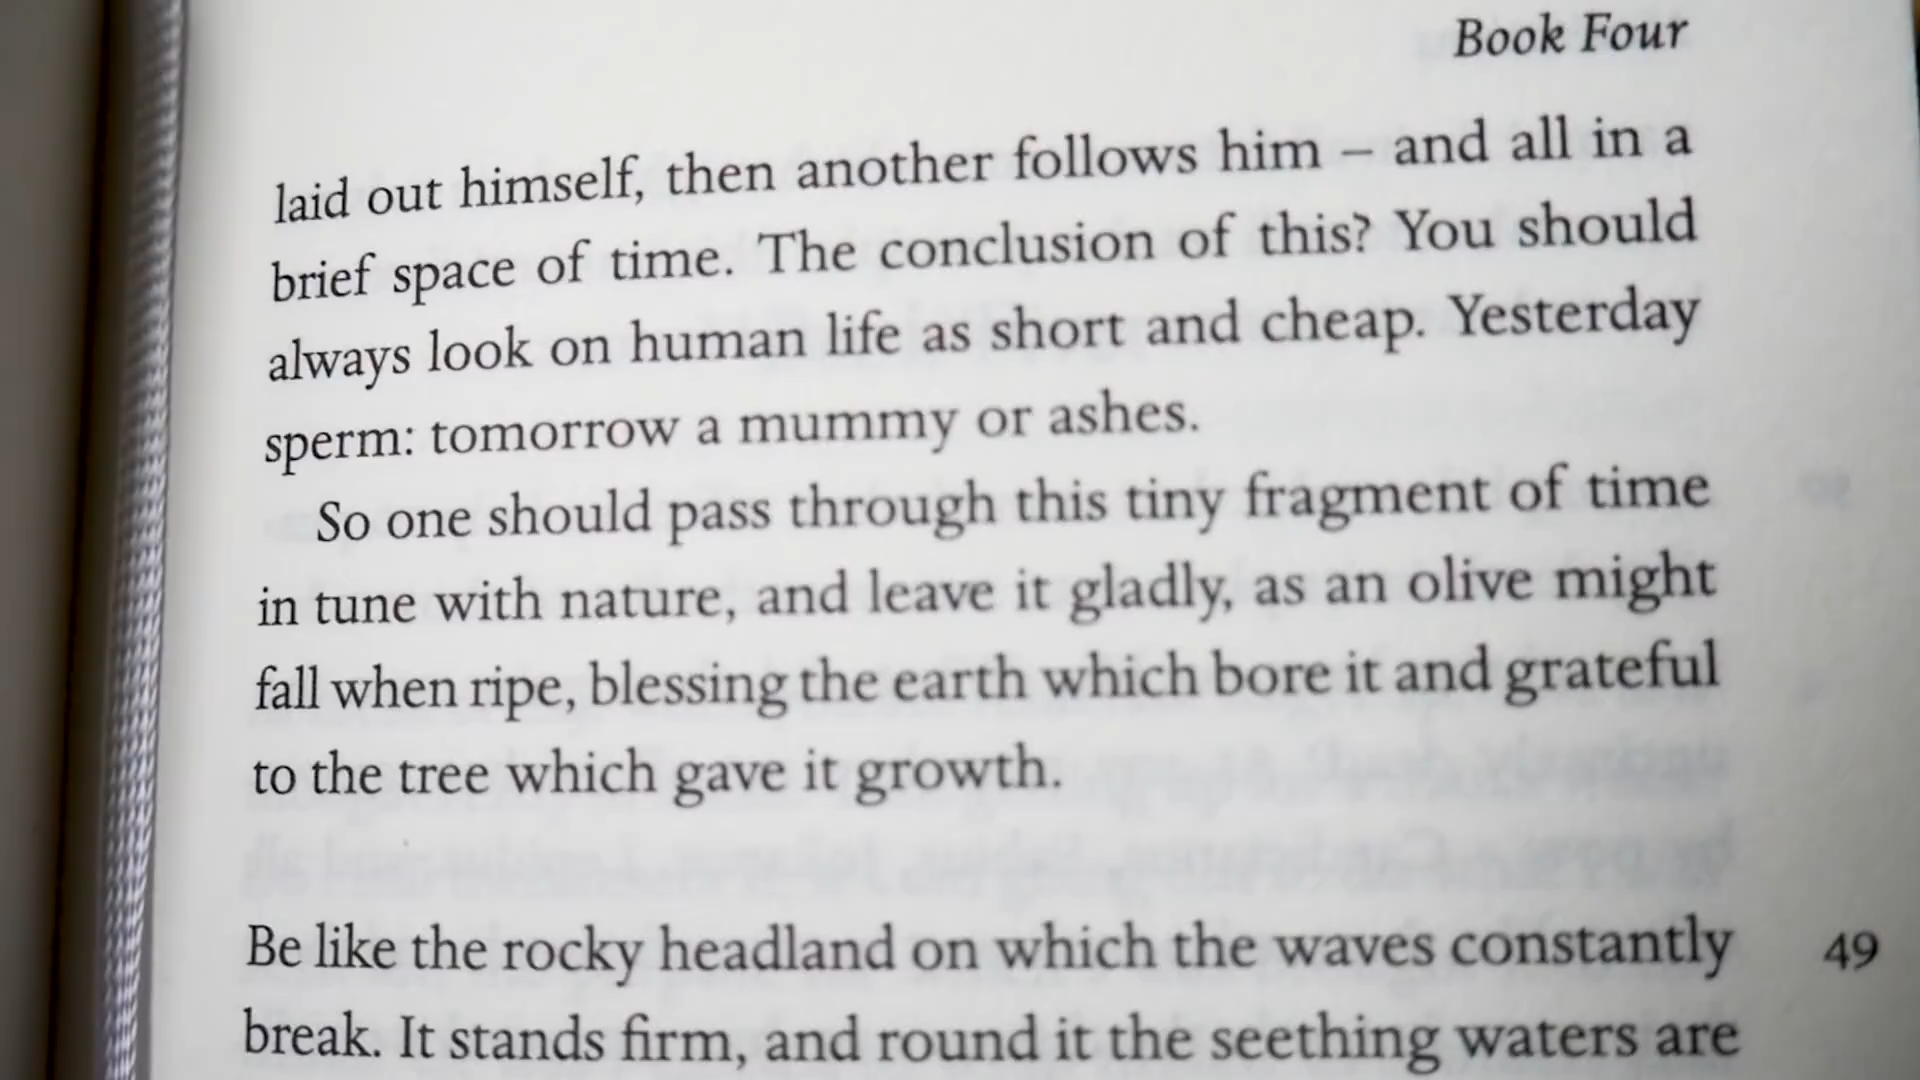 Book Four
laid out himself, then another follows him – and all in a
brief space of time. The conclusion of this? You should
always look on human life as short and cheap. Yesterday
sperm: tomorrow a mummy or ashes.
So one should pass through this tiny fragment of time
in tune with nature, and leave it gladly, as an olive might
fall when ripe, blessing the earth which bore it and grateful
to the tree which gave it growth.
Be like the rocky headland on which the waves constantly 49
break. It stands firm, and round it the seething waters are